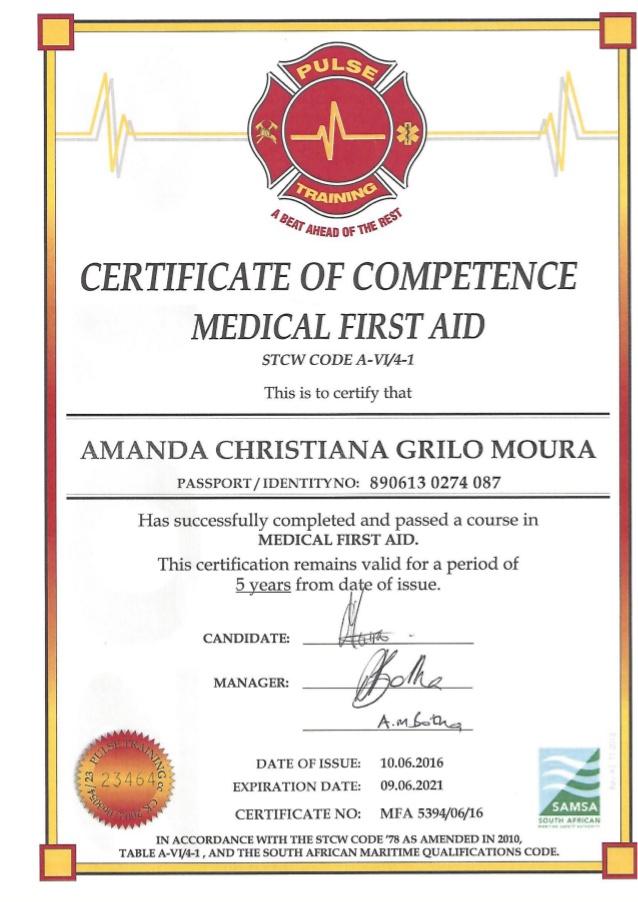 PULSE
TRAINING
A BEAT AHEAD OF THE REST
CERTIFICATE OF COMPETENCE
MEDICAL FIRST AID
STCW CODE A-VI/4-1
This is to certify that
AMANDA CHRISTIANA GRILO MOURA
PASSPORT / IDENTITYNO: 890613 0274 087
Has successfully completed and passed a course in
MEDICAL FIRST AID.
This certification remains valid for a period of
5 years from date of issue.
CANDIDATE:
MANAGER: Botha
A.M.Botha
DATE OF ISSUE: 10.06.2016
EXPIRATION DATE: 09.06.2021
CERTIFICATE NO: MFA 5394/06/16
PULSE TRAINING
23464
SAMSA
SOUTH AFRICAN
MARITIME SAFETY AUTHORITY
IN ACCORDANCE WITH THE STCW CODE '78 AS AMENDED IN 2010,
TABLE A-VI/4-1 , AND THE SOUTH AFRICAN MARITIME QUALIFICATIONS CODE.